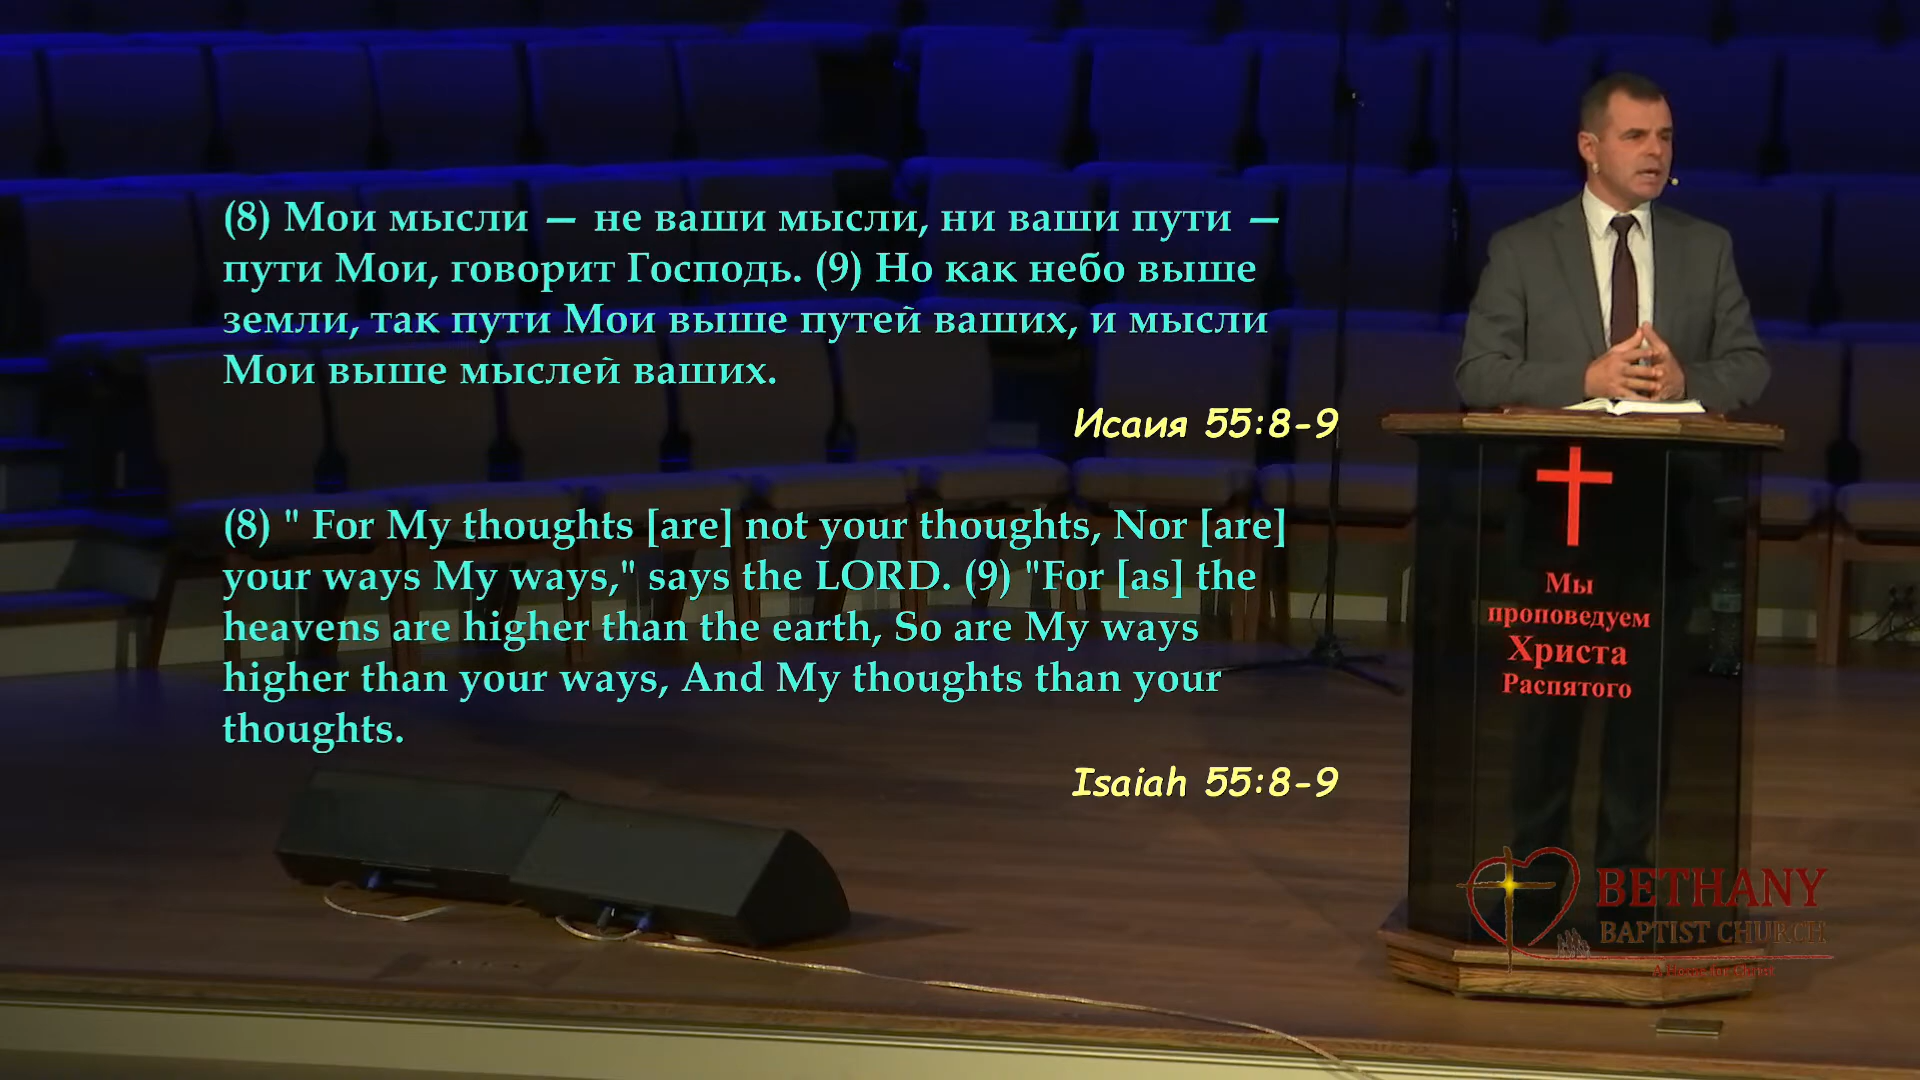 (8) Мои мысли — не ваши мысли, ни ваши пути —
пути Мои, говорит Господь. (9) Но как небо выше
земли, так пути Мои выше путей ваших, и мысли
Мои выше мыслей ваших.
Исаия 55:8-9
(8) " For My thoughts [are] not your thoughts, Nor [are]
your ways My ways," says the LORD. (9) "For [as] the
heavens are higher than the earth, So are My ways
higher than your ways, And My thoughts than your
thoughts.
Isaiah 55:8-9
Мы
проповедуем
Христа
Распятого
BETHANY
BAPTIST CHURCH
A House for Christ